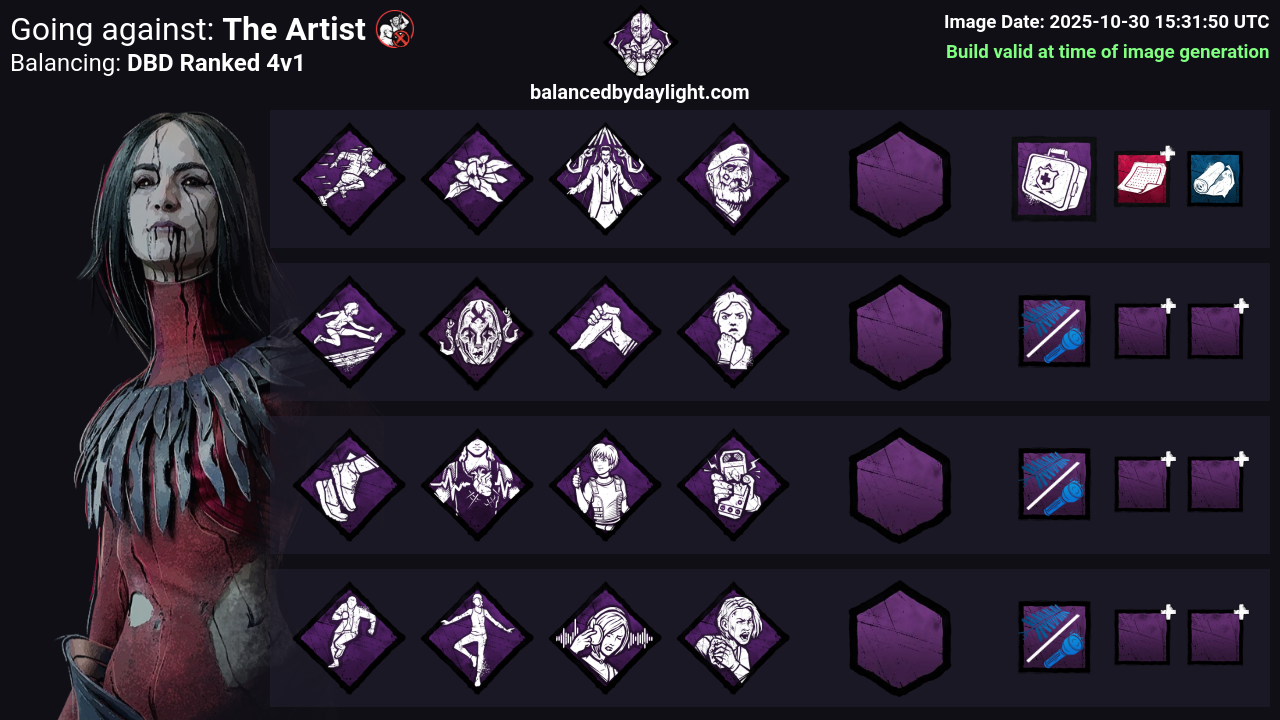 Going against: The Artist
Balancing: DBD Ranked 4v1
balancedbydaylight.com
Image Date: 2025-10-30 15:31:50 UTC
Build valid at time of image generation